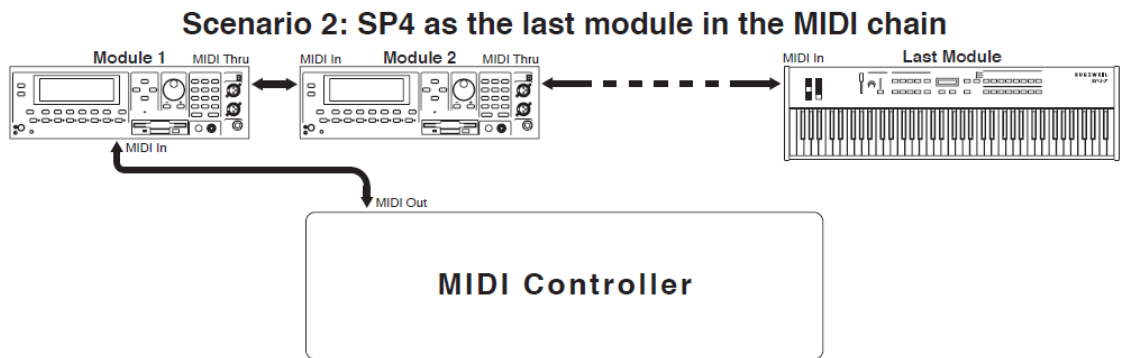 Scenario 2: SP4 as the last module in the MIDI chain
Module 1
MIDI Thru
MIDI In
Module 2
MIDI Thru
MIDI In
Last Module
KURZWEIL
MIDI In
MIDI Out
MIDI Controller